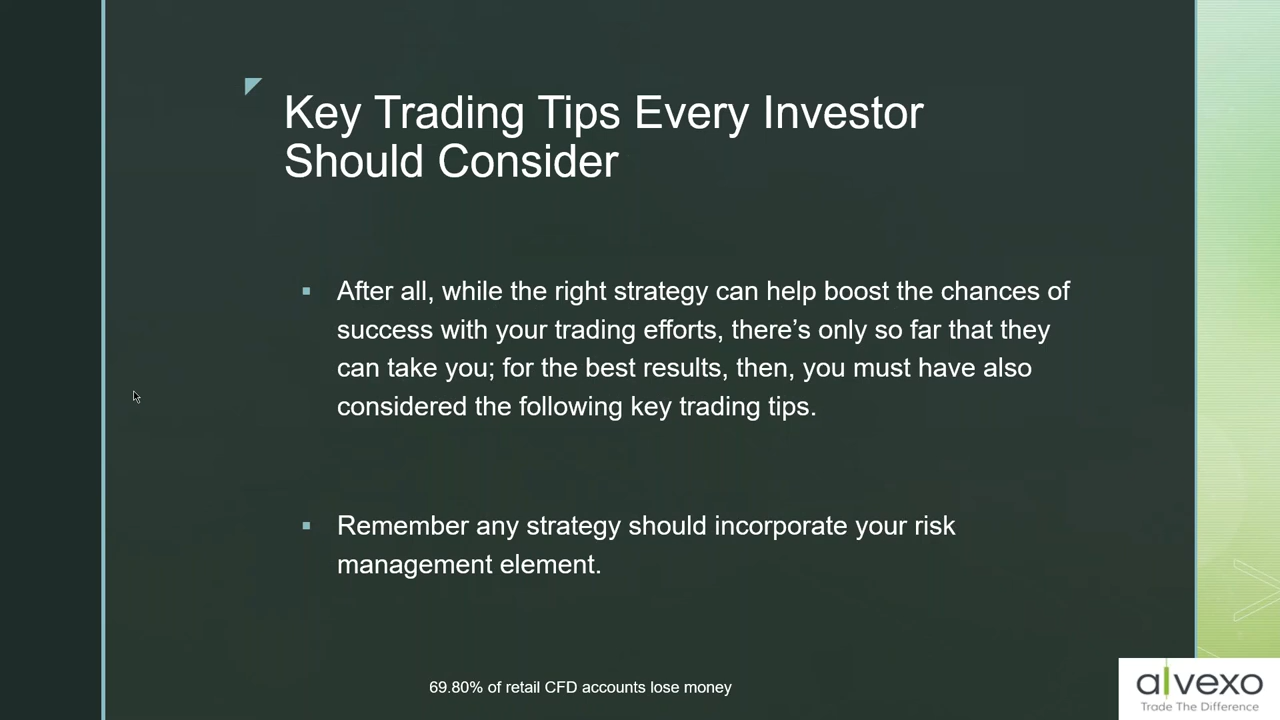 Key Trading Tips Every Investor
Should Consider
▪ After all, while the right strategy can help boost the chances of
success with your trading efforts, there’s only so far that they
can take you; for the best results, then, you must have also
considered the following key trading tips.
▪ Remember any strategy should incorporate your risk
management element.
69.80% of retail CFD accounts lose money
alvexo
Trade The Difference